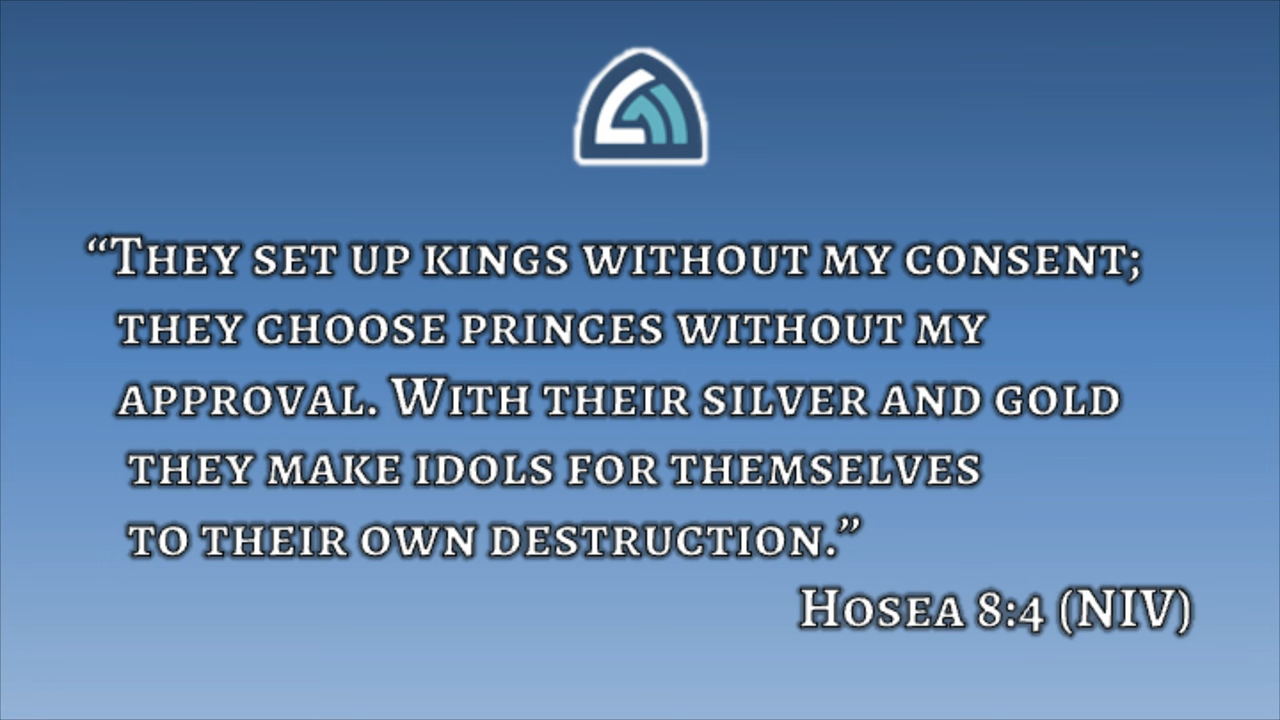 “They set up kings without my consent;
they choose princes without my
approval. With their silver and gold
they make idols for themselves
to their own destruction.”
Hosea 8:4 (NIV)